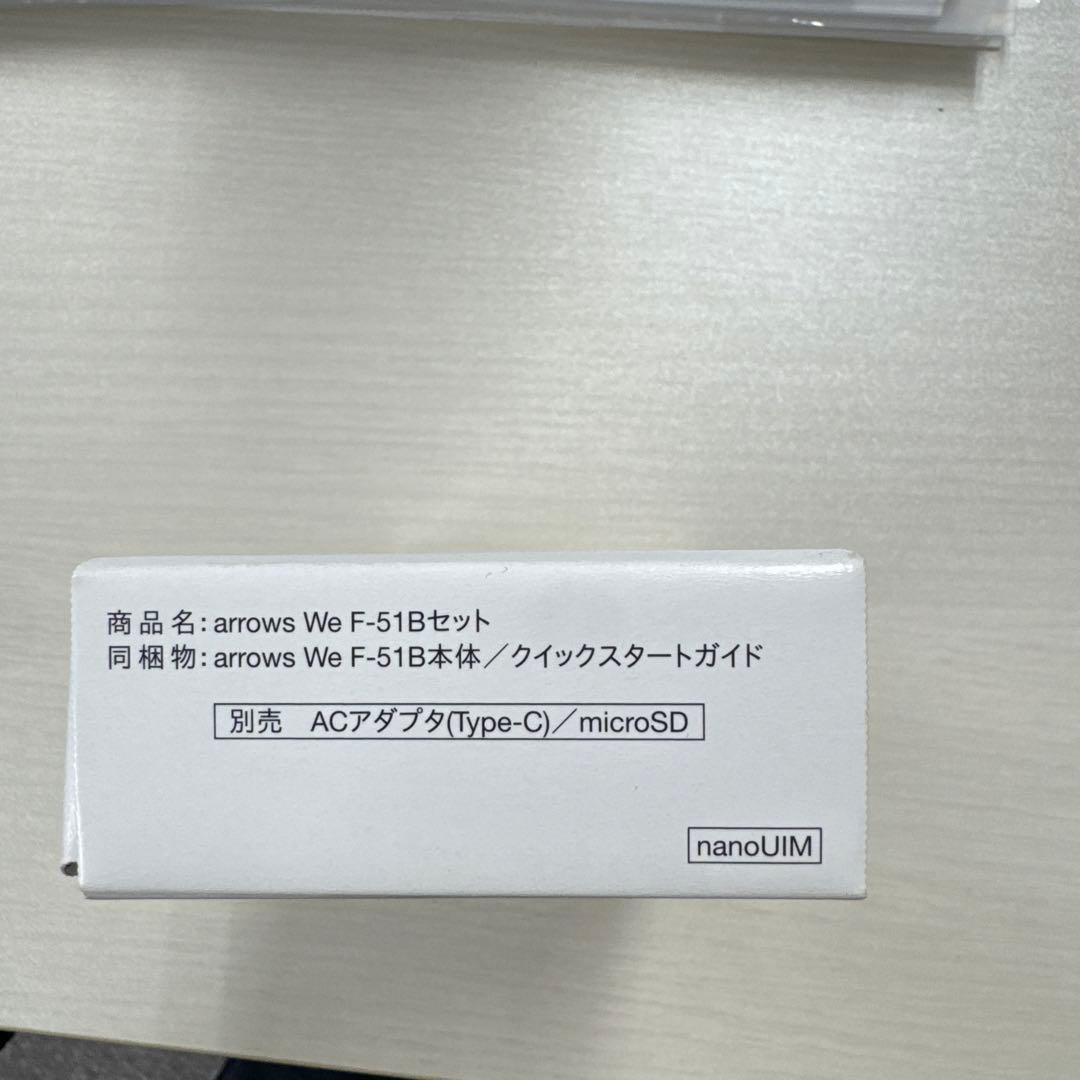 商品名:arrows We F-51Bセット
同梱物:arrows We F-51B本体／クイックスタートガイド
別売　ACアダプタ(Type-C)／microSD
nanoUIM